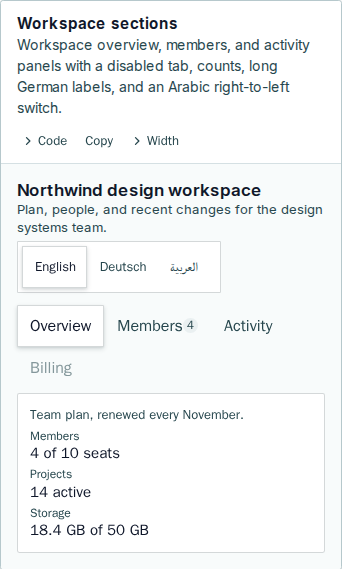 Workspace sections
Workspace overview, members, and activity
panels with a disabled tab, counts, long
German labels, and an Arabic right-to-left
switch.
Code Copy Width
Northwind design workspace
Plan, people, and recent changes for the design
systems team.
English Deutsch العربية
Overview Members 4 Activity
Billing
Team plan, renewed every November.
Members
4 of 10 seats
Projects
14 active
Storage
18.4 GB of 50 GB